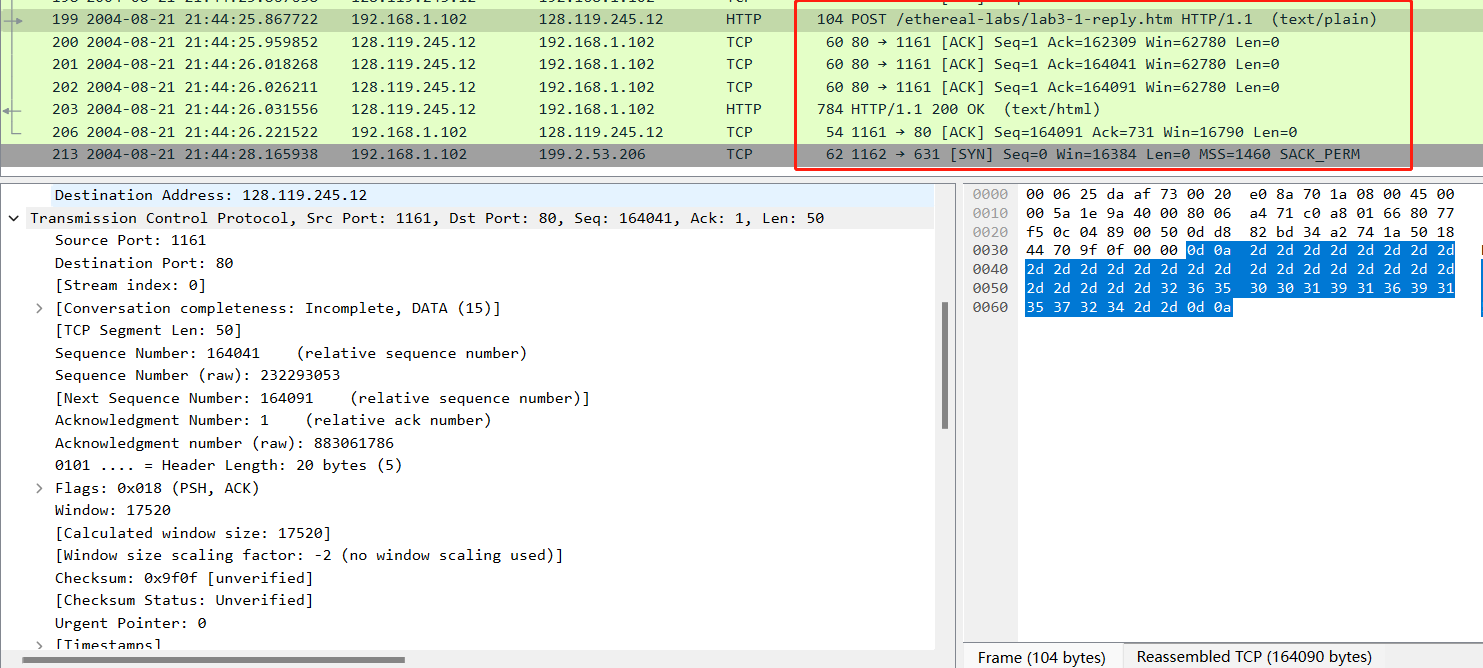 199 2004-08-21 21:44:25.867722 192.168.1.102 128.119.245.12 HTTP 104 POST /ethereal-labs/lab3-1-reply.htm HTTP/1.1 (text/plain)
200 2004-08-21 21:44:25.959852 128.119.245.12 192.168.1.102 TCP 60 80 → 1161 [ACK] Seq=1 Ack=162309 Win=62780 Len=0
201 2004-08-21 21:44:26.018268 128.119.245.12 192.168.1.102 TCP 60 80 → 1161 [ACK] Seq=1 Ack=164041 Win=62780 Len=0
202 2004-08-21 21:44:26.026211 128.119.245.12 192.168.1.102 TCP 60 80 → 1161 [ACK] Seq=1 Ack=164091 Win=62780 Len=0
203 2004-08-21 21:44:26.031556 128.119.245.12 192.168.1.102 HTTP 784 HTTP/1.1 200 OK (text/html)
206 2004-08-21 21:44:26.221522 192.168.1.102 128.119.245.12 TCP 54 1161 → 80 [ACK] Seq=164091 Ack=731 Win=16790 Len=0
213 2004-08-21 21:44:28.165938 192.168.1.102 199.2.53.206 TCP 62 1162 → 631 [SYN] Seq=0 Win=16384 Len=0 MSS=1460 SACK_PERM
Destination Address: 128.119.245.12
Transmission Control Protocol, Src Port: 1161, Dst Port: 80, Seq: 164041, Ack: 1, Len: 50
Source Port: 1161
Destination Port: 80
[Stream index: 0]
[Conversation completeness: Incomplete, DATA (15)]
[TCP Segment Len: 50]
Sequence Number: 164041 (relative sequence number)
Sequence Number (raw): 232293053
[Next Sequence Number: 164091 (relative sequence number)]
Acknowledgment Number: 1 (relative ack number)
Acknowledgment number (raw): 883061786
0101 .... = Header Length: 20 bytes (5)
Flags: 0x018 (PSH, ACK)
Window: 17520
[Calculated window size: 17520]
[Window size scaling factor: -2 (no window scaling used)]
Checksum: 0x9f0f [unverified]
[Checksum Status: Unverified]
Urgent Pointer: 0
[Timestamps]
0000 00 06 25 da af 73 00 20 e0 8a 70 1a 08 00 45 00
0010 00 5a 1e 9a 40 00 80 06 a4 71 c0 a8 01 66 80 77
0020 f5 0c 04 89 00 50 0d d8 82 bd 34 a2 74 1a 50 18
0030 44 70 9f 0f 00 00 0d 0a 2d 2d 2d 2d 2d 2d 2d 2d
0040 2d 2d 2d 2d 2d 2d 2d 2d 2d 2d 2d 2d 2d 2d 2d 2d
0050 2d 2d 2d 2d 2d 32 36 35 30 30 31 39 31 36 39 31
0060 35 37 32 34 2d 2d 0d 0a
Frame (104 bytes)
Reassembled TCP (164090 bytes)